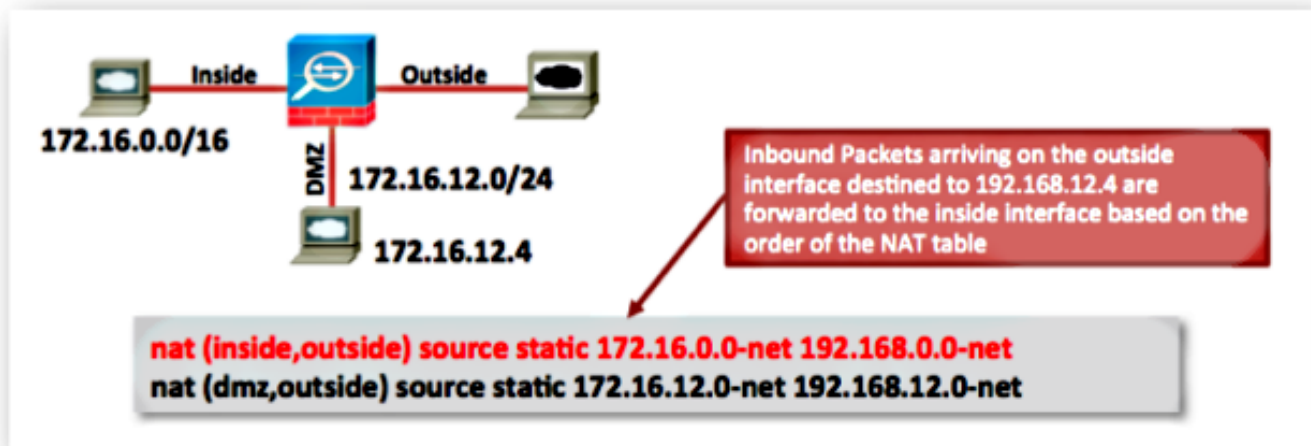 Inside
Outside
172.16.0.0/16
DMZ
172.16.12.0/24
172.16.12.4
Inbound Packets arriving on the outside
interface destined to 192.168.12.4 are
forwarded to the inside interface based on the
order of the NAT table
nat (inside,outside) source static 172.16.0.0-net 192.168.0.0-net
nat (dmz,outside) source static 172.16.12.0-net 192.168.12.0-net